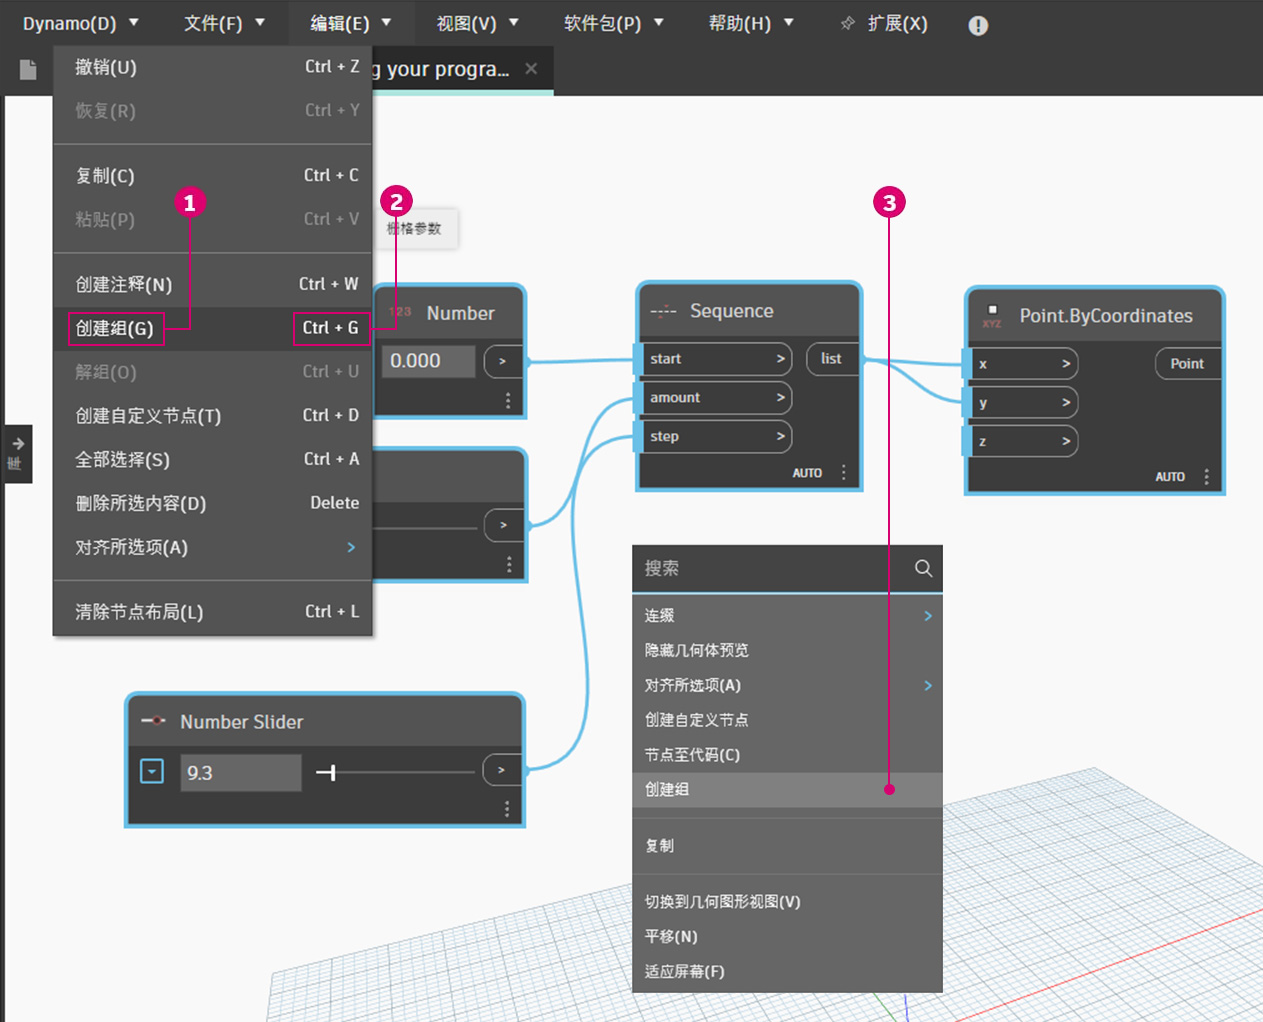 Dynamo(D)
文件(F)
编辑(E)
视图(V)
软件包(P)
帮助(H)
扩展(X)
g your progra...
撤销(U) Ctrl + Z
恢复(R) Ctrl + Y
复制(C) Ctrl + C
粘贴(P) Ctrl + V
创建注释(N) Ctrl + W
创建组(G) Ctrl + G
解组(O) Ctrl + U
创建自定义节点(T) Ctrl + D
全部选择(S) Ctrl + A
删除所选内容(D) Delete
对齐所选项(A) >
清除节点布局(L) Ctrl + L
1
2
3
栅格参数
123 Number
0.000 >
>
Sequence
start >
list
amount >
step >
AUTO
XYZ Point.ByCoordinates
x >
Point
y >
z >
AUTO
Number Slider
9.3 >
搜索
连缀 >
隐藏几何体预览
对齐所选项(A) >
创建自定义节点
节点至代码(C)
创建组
复制
切换到几何图形视图(V)
平移(N)
适应屏幕(F)